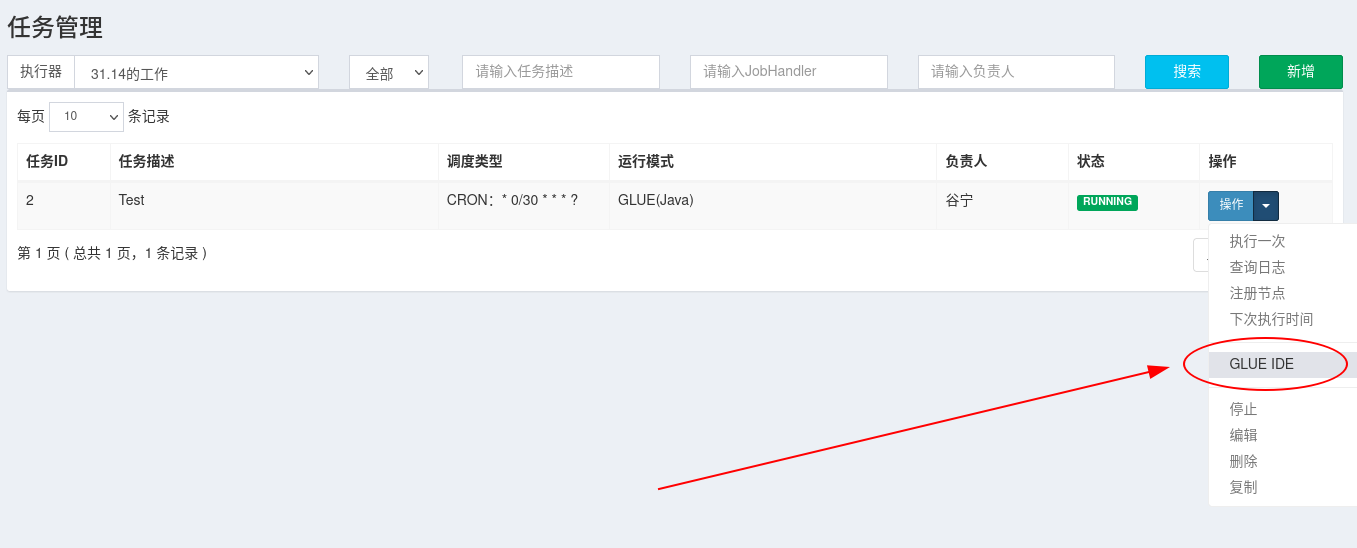 任务管理
执行器 31.14的工作 全部 请输入任务描述 请输入JobHandler 请输入负责人 搜索 新增
每页 10 条记录
任务ID 任务描述 调度类型 运行模式 负责人 状态 操作
2 Test CRON：* 0/30 * * * ? GLUE(Java) 谷宁 RUNNING 操作
第 1 页 ( 总共 1 页，1 条记录 )
执行一次
查询日志
注册节点
下次执行时间
GLUE IDE
停止
编辑
删除
复制